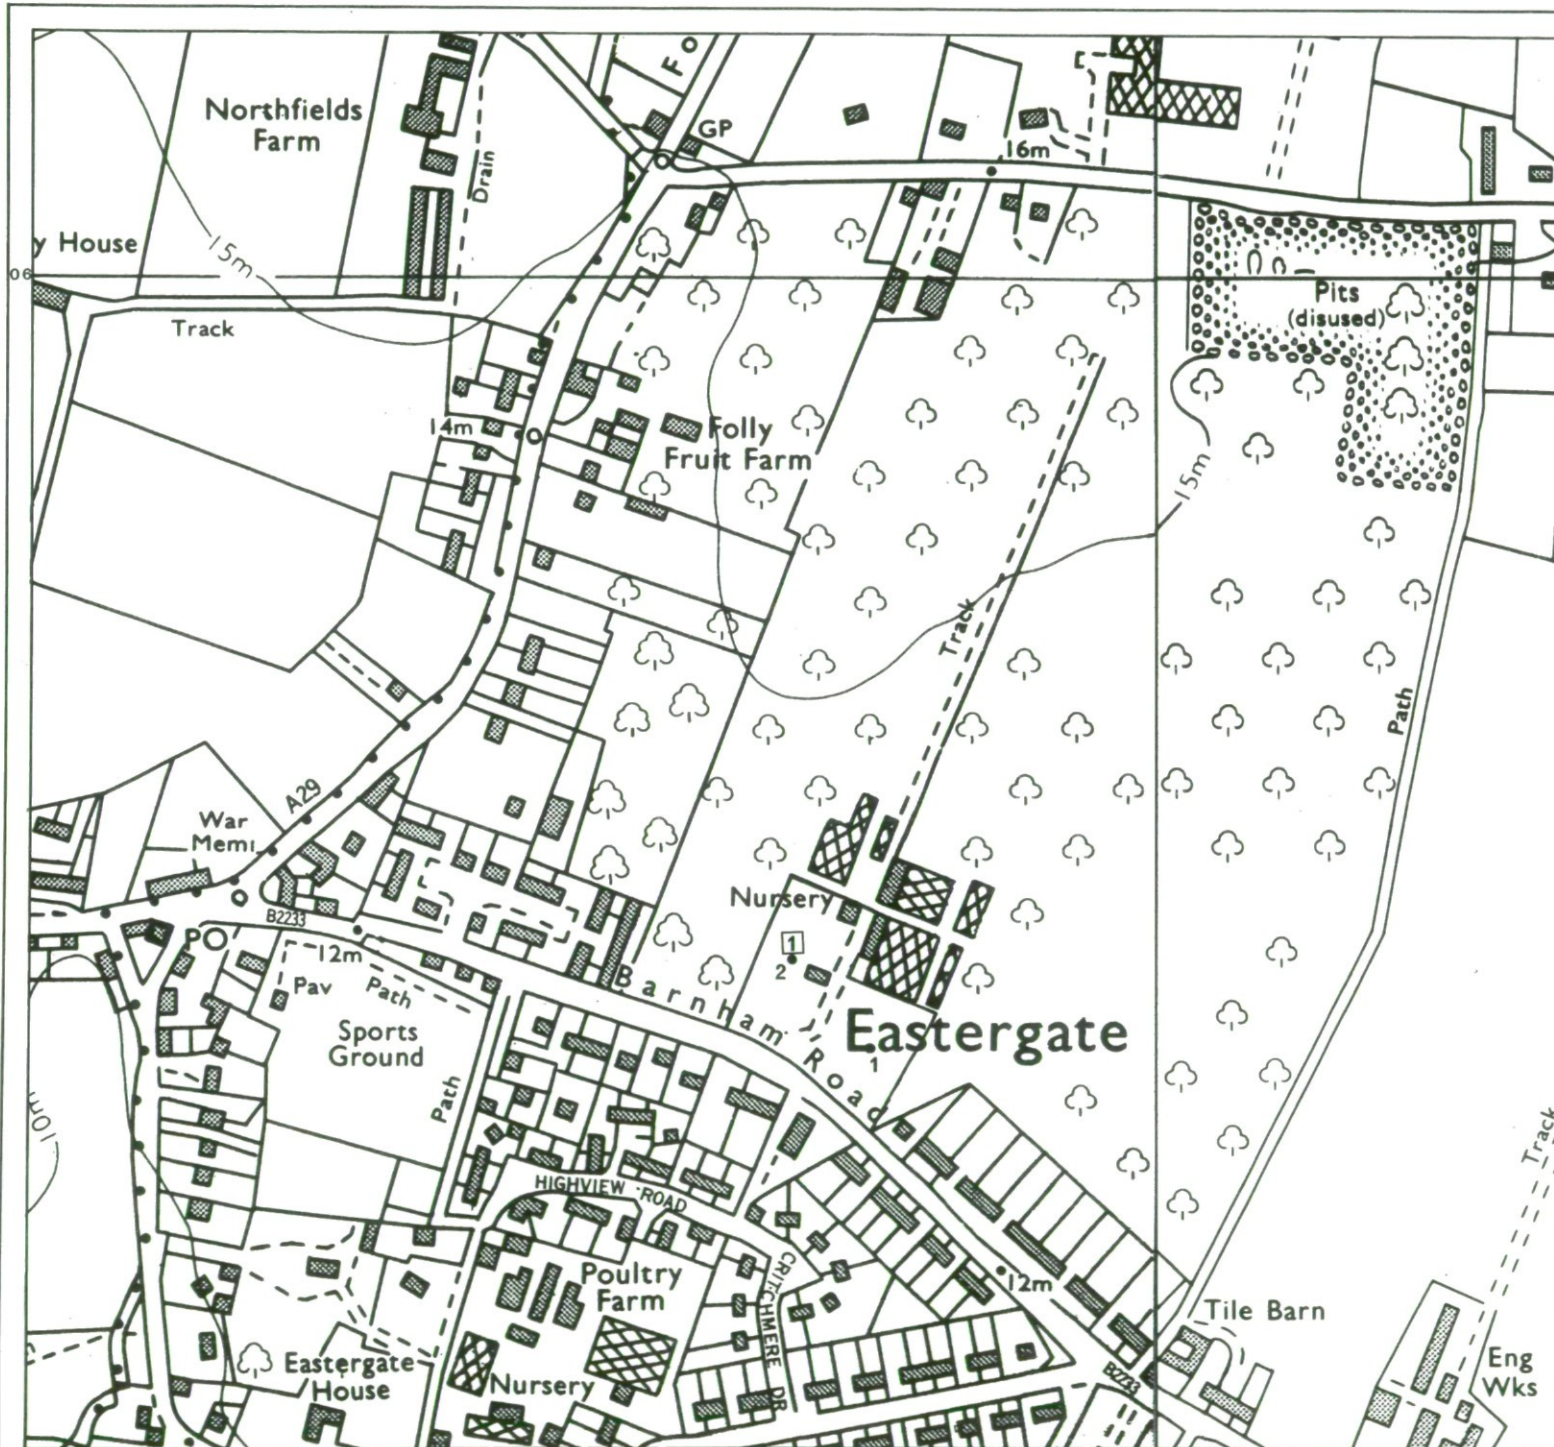 Northfields
Farm
Drain
F
GP
16m
y House
15m
06
Track
Pits
(disused)
14m
Folly
Fruit Farm
15m
Track
Path
A29
War
Meml
Nursery
B2233
P
12m
Path
Pav
Sports
Ground
Path
1
2
Barnham Road
Eastergate
1
10m
Track
HIGHVIEW ROAD
CRITCHMERE DR
Poultry
Farm
12m
Tile Barn
Eastergate
House
Nursery
B2233
Eng
Wks